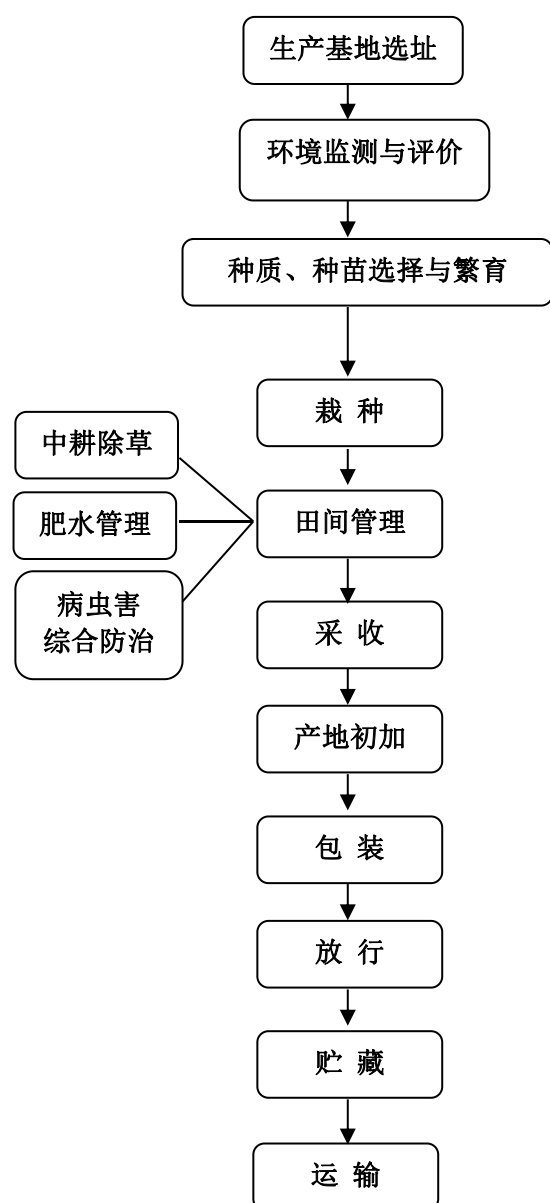 生产基地选址
环境监测与评价
种质、种苗选择与繁育
栽 种
中耕除草
肥水管理
田间管理
病虫害
综合防治
采 收
产地初加
包 装
放 行
贮 藏
运 输